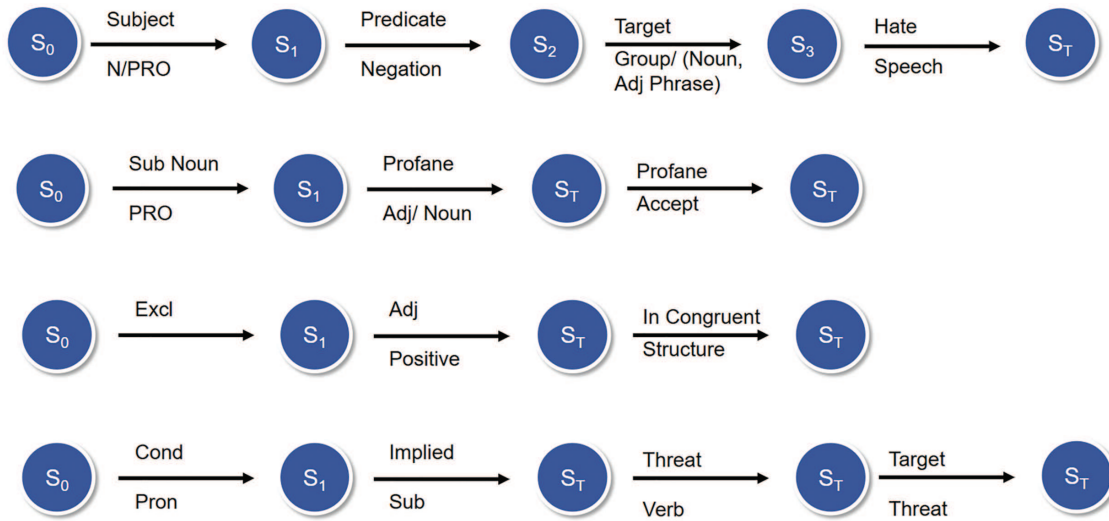 Subject Predicate Target Hate
S0 S1 S2 S3 ST
N/PRO Negation Group/ (Noun, Speech
Adj Phrase)
Sub Noun Profane Profane
S0 S1 ST ST
PRO Adj/ Noun Accept
Excl Adj In Congruent
S0 S1 ST ST
Positive Structure
Cond Implied Threat Target
S0 S1 ST ST ST
Pron Sub Verb Threat